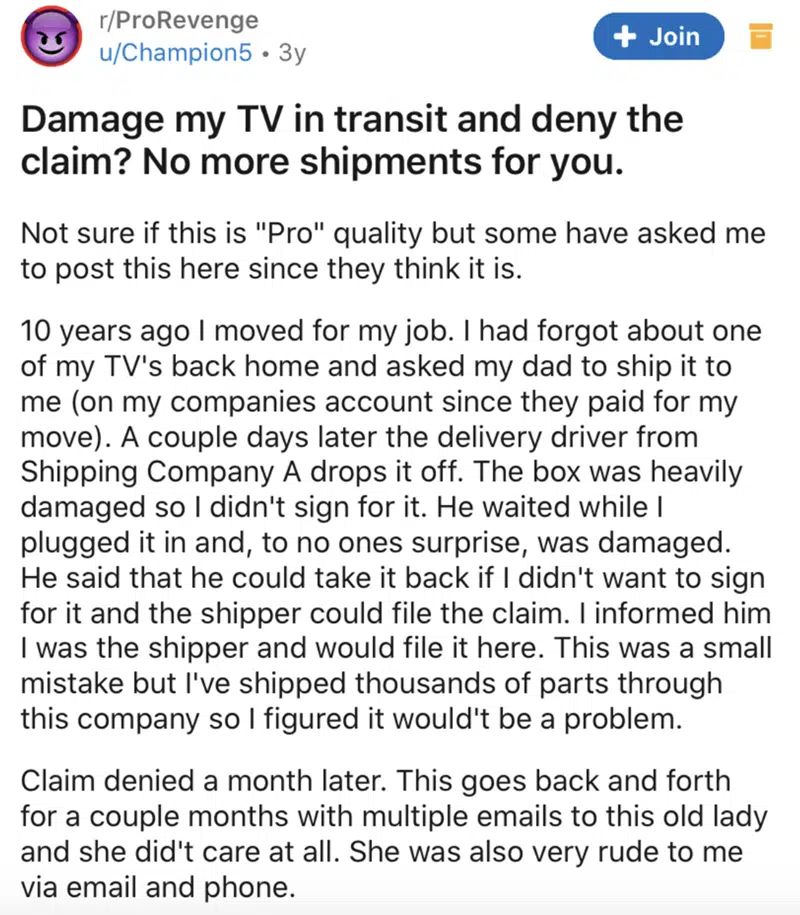 r/ProRevenge
u/Champion5 • 3y
+ Join
Damage my TV in transit and deny the
claim? No more shipments for you.
Not sure if this is "Pro" quality but some have asked me
to post this here since they think it is.
10 years ago I moved for my job. I had forgot about one
of my TV's back home and asked my dad to ship it to
me (on my companies account since they paid for my
move). A couple days later the delivery driver from
Shipping Company A drops it off. The box was heavily
damaged so I didn't sign for it. He waited while I
plugged it in and, to no ones surprise, was damaged.
He said that he could take it back if I didn't want to sign
for it and the shipper could file the claim. I informed him
I was the shipper and would file it here. This was a small
mistake but I've shipped thousands of parts through
this company so I figured it would't be a problem.
Claim denied a month later. This goes back and forth
for a couple months with multiple emails to this old lady
and she did't care at all. She was also very rude to me
via email and phone.